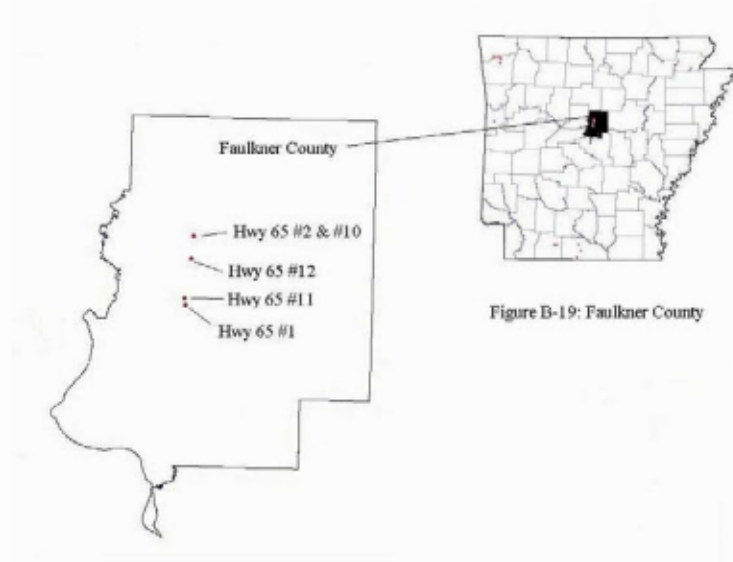 Faulkner County
Hwy 65 #2 & #10
Hwy 65 #12
Hwy 65 #11
Hwy 65 #1
Figure B-19: Faulkner County